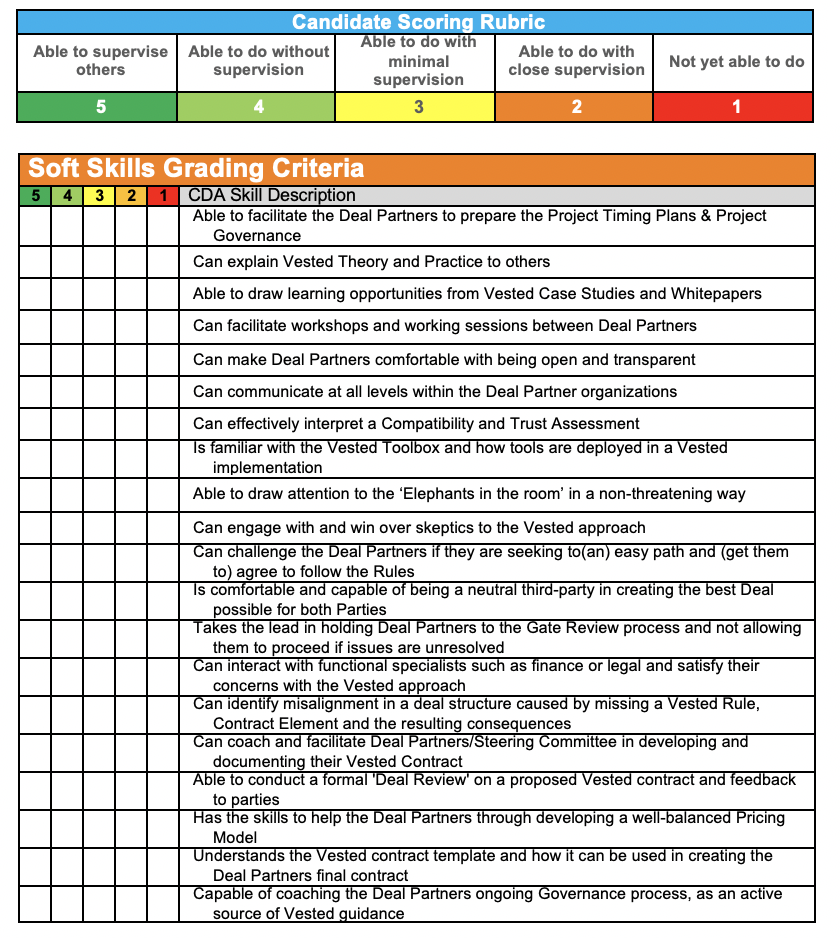 Candidate Scoring Rubric
Able to supervise others
Able to do without supervision
Able to do with minimal supervision
Able to do with close supervision
Not yet able to do
5 4 3 2 1
Soft Skills Grading Criteria
5 4 3 2 1 CDA Skill Description
Able to facilitate the Deal Partners to prepare the Project Timing Plans & Project
Governance
Can explain Vested Theory and Practice to others
Able to draw learning opportunities from Vested Case Studies and Whitepapers
Can facilitate workshops and working sessions between Deal Partners
Can make Deal Partners comfortable with being open and transparent
Can communicate at all levels within the Deal Partner organizations
Can effectively interpret a Compatibility and Trust Assessment
Is familiar with the Vested Toolbox and how tools are deployed in a Vested
implementation
Able to draw attention to the ‘Elephants in the room’ in a non-threatening way
Can engage with and win over skeptics to the Vested approach
Can challenge the Deal Partners if they are seeking to(an) easy path and (get them
to) agree to follow the Rules
Is comfortable and capable of being a neutral third-party in creating the best Deal
possible for both Parties
Takes the lead in holding Deal Partners to the Gate Review process and not allowing
them to proceed if issues are unresolved
Can interact with functional specialists such as finance or legal and satisfy their
concerns with the Vested approach
Can identify misalignment in a deal structure caused by missing a Vested Rule,
Contract Element and the resulting consequences
Can coach and facilitate Deal Partners/Steering Committee in developing and
documenting their Vested Contract
Able to conduct a formal 'Deal Review' on a proposed Vested contract and feedback
to parties
Has the skills to help the Deal Partners through developing a well-balanced Pricing
Model
Understands the Vested contract template and how it can be used in creating the
Deal Partners final contract
Capable of coaching the Deal Partners ongoing Governance process, as an active
source of Vested guidance